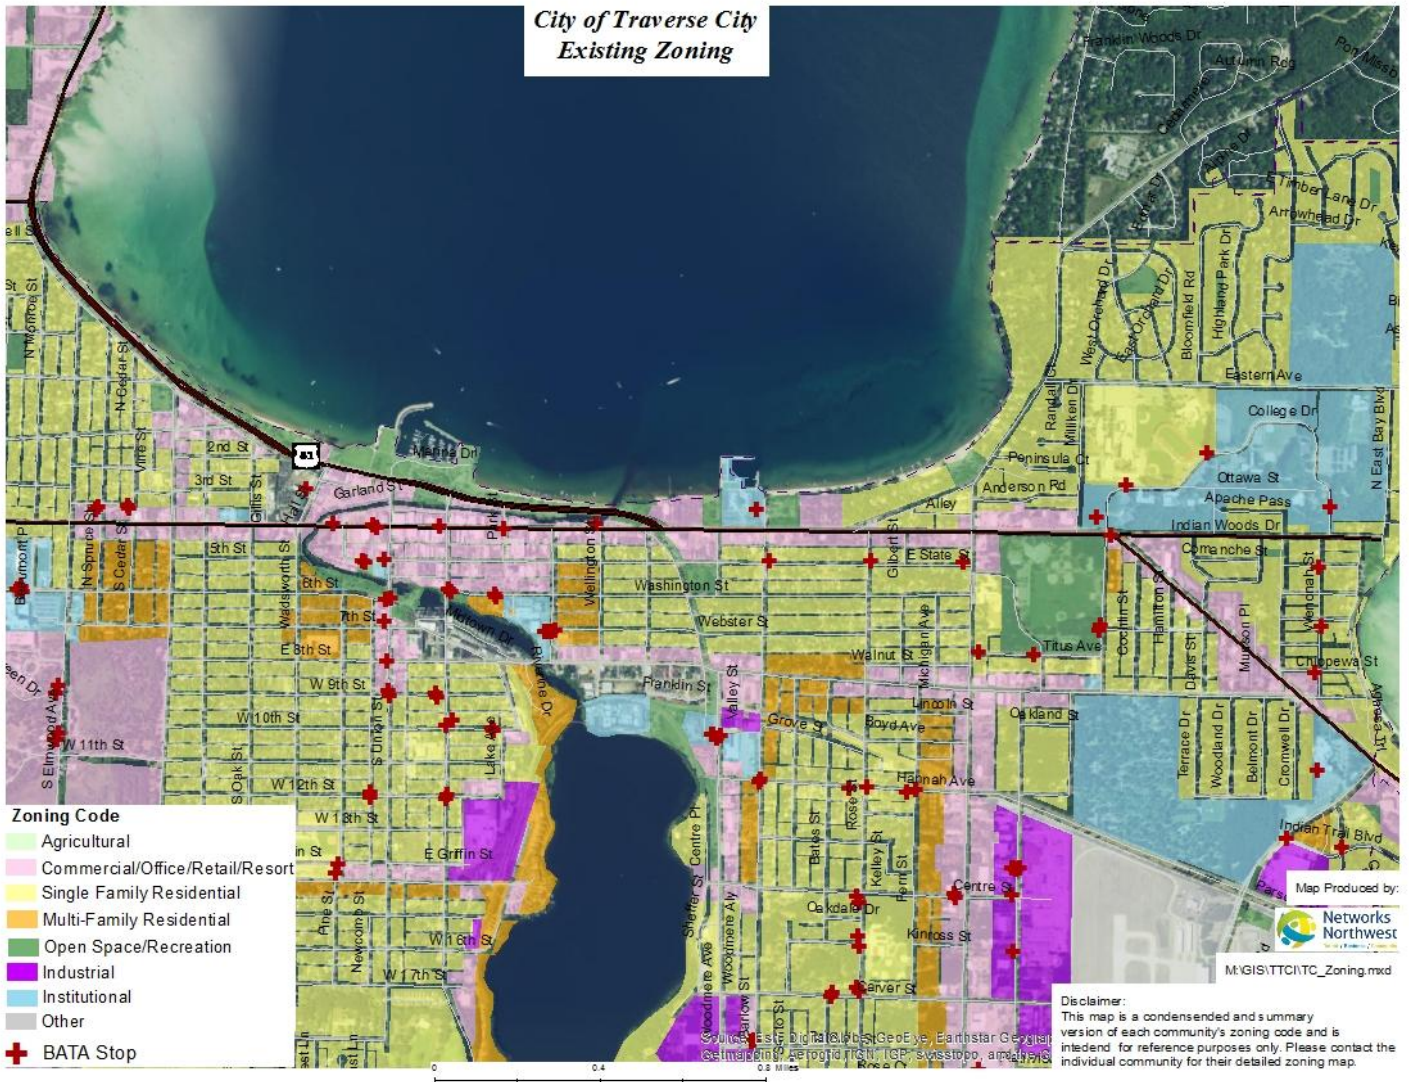 City of Traverse City
Existing Zoning
Franklin Woods Dr
Autumn Rdg
Cedarmere
Alpine Dr
E Timber Lane Dr
Arrowhead Dr
Highland Park Dr
Bloomfield Rd
West Orchard Dr
East Orchard Dr
Eastern Ave
College Dr
N East Bay Blvd
Milliken Dr
Peninsula Ct
Anderson Rd
Ottawa St
Apache Pass
Indian Woods Dr
Alley
N Monroe St
N Cedar St
Vine St
2nd St
3rd St
Gillis St
Hall St
81
Marina Dr
Garland St
Park St
5th St
N Spruce St
S Cedar St
Wadsworth St
6th St
7th St
E 8th St
Midtown Dr
Riverine Dr
Wellington St
Washington St
Webster St
Gilbert St
E State St
Michigan Ave
Walnut St
Titus Ave
Cochlin St
Hamilton St
Comanche St
Davis St
Munson Pl
Wenonah St
Chippewa St
W 9th St
W 10th St
W 11th St
S Elmwood Ave
S Union St
S Oak St
Lake Ave
W 12th St
W 13th St
Franklin St
Valley St
Grove St
Boyd Ave
Lincoln St
Oakland St
Hannah Ave
Terrace Dr
Woodland Dr
Belmont Dr
Cromwell Dr
Indian Trail Blvd
E Griffin St
Pine St
Newcomb St
W 16th St
W 17th St
Centre Pl
Bates St
Rose
Kelley St
Fern St
Centre St
Oakdale Dr
Kinross St
Carver St
Woodmere Aly
Woodmere Ave
Barlow St
Zoning Code
Agricultural
Commercial/Office/Retail/Resort
Single Family Residential
Multi-Family Residential
Open Space/Recreation
Industrial
Institutional
Other
BATA Stop
0
0.4
0.8 Miles
Map Produced by:
Networks
Northwest
M:\GIS\TTCI\TC_Zoning.mxd
Disclaimer:
This map is a condensended and summary
version of each community's zoning code and is
intedend for reference purposes only. Please contact the
individual community for their detailed zoning map.